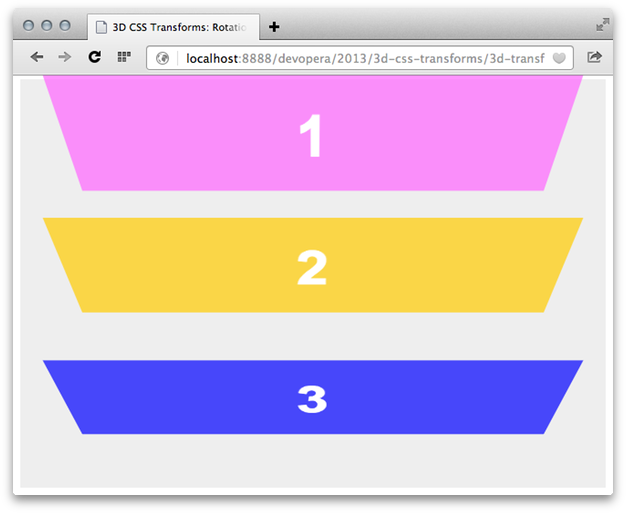 3D CSS Transforms: Rotatio
localhost:8888/devopera/2013/3d-css-transforms/3d-transf
1
2
3